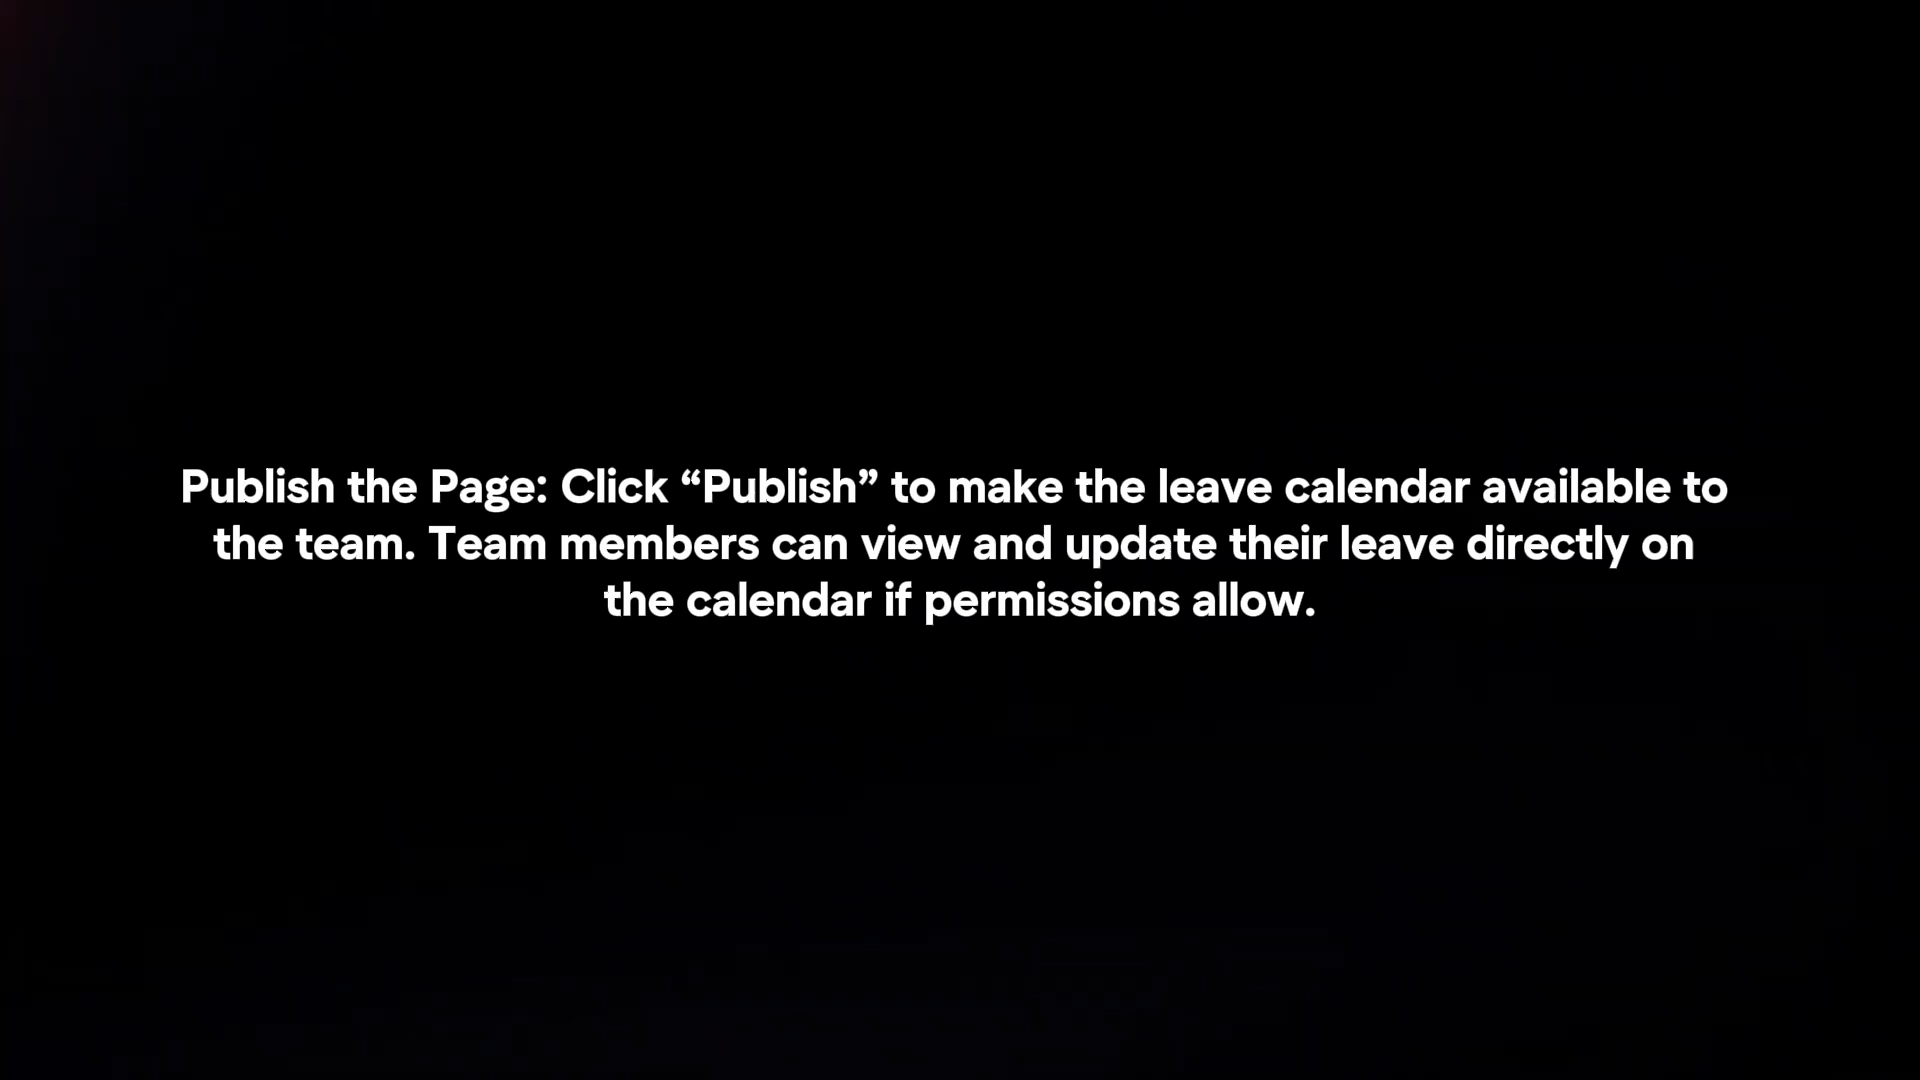 Publish the Page: Click “Publish” to make the leave calendar available to
the team. Team members can view and update their leave directly on
the calendar if permissions allow.